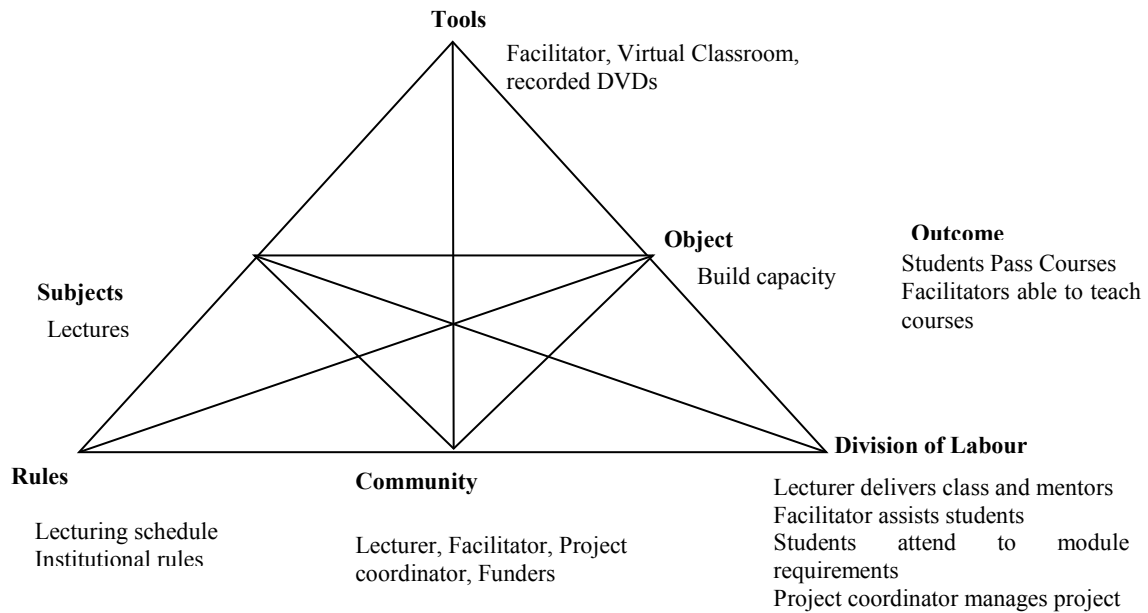 Tools
Facilitator, Virtual Classroom,
recorded DVDs
Object
Build capacity
Outcome
Students Pass Courses
Facilitators able to teach
courses
Subjects
Lectures
Rules
Lecturing schedule
Institutional rules
Community
Lecturer, Facilitator, Project
coordinator, Funders
Division of Labour
Lecturer delivers class and mentors
Facilitator assists students
Students attend to module
requirements
Project coordinator manages project